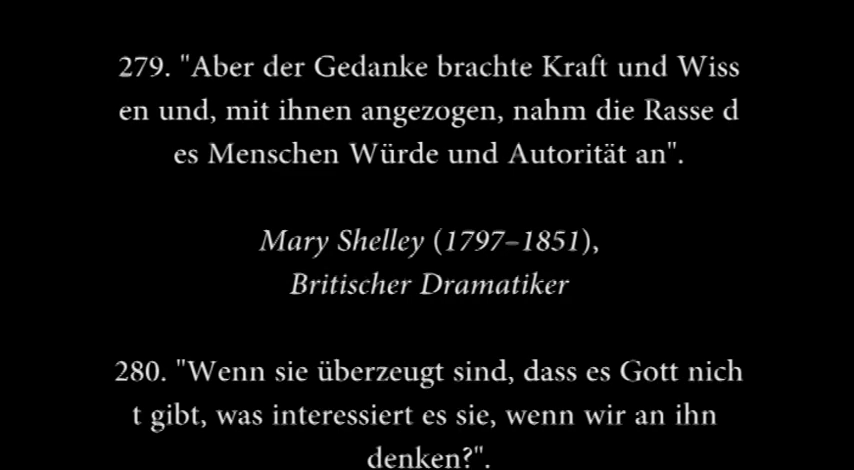 279. "Aber der Gedanke brachte Kraft und Wiss
en und, mit ihnen angezogen, nahm die Rasse d
es Menschen Würde und Autorität an".
Mary Shelley (1797–1851),
Britischer Dramatiker
280. "Wenn sie überzeugt sind, dass es Gott nich
t gibt, was interessiert es sie, wenn wir an ihn
denken?".